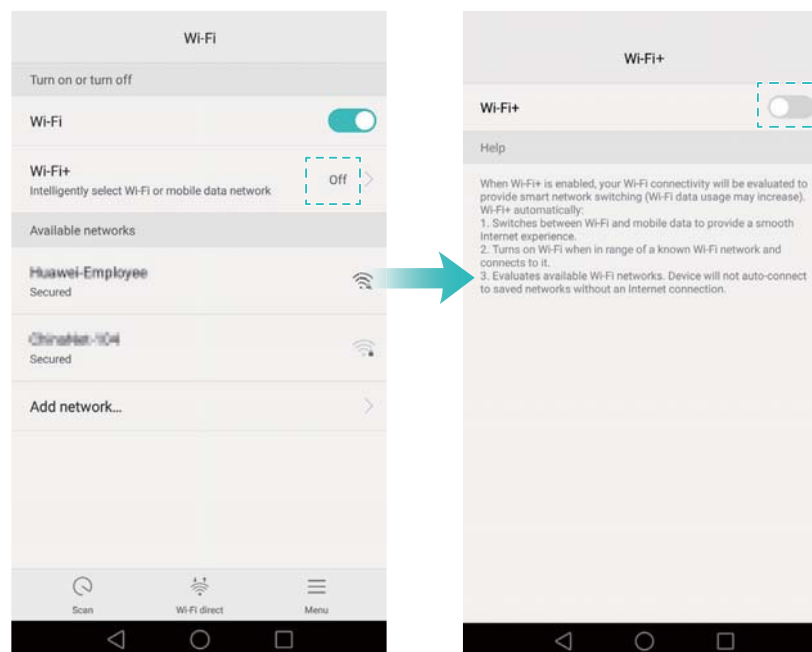 Wi-Fi
Turn on or turn off
Wi-Fi
Wi-Fi+
Intelligently select Wi-Fi or mobile data network
Off
Available networks
Huawei-Employee
Secured
ChinaNet-104
Secured
Add network...
Scan
Wi-Fi direct
Menu
Wi-Fi+
Wi-Fi+
Help
When Wi-Fi+ is enabled, your Wi-Fi connectivity will be evaluated to
provide smart network switching (Wi-Fi data usage may increase).
Wi-Fi+ automatically:
1. Switches between Wi-Fi and mobile data to provide a smooth
Internet experience.
2. Turns on Wi-Fi when in range of a known Wi-Fi network and
connects to it.
3. Evaluates available Wi-Fi networks. Device will not auto-connect
to saved networks without an Internet connection.